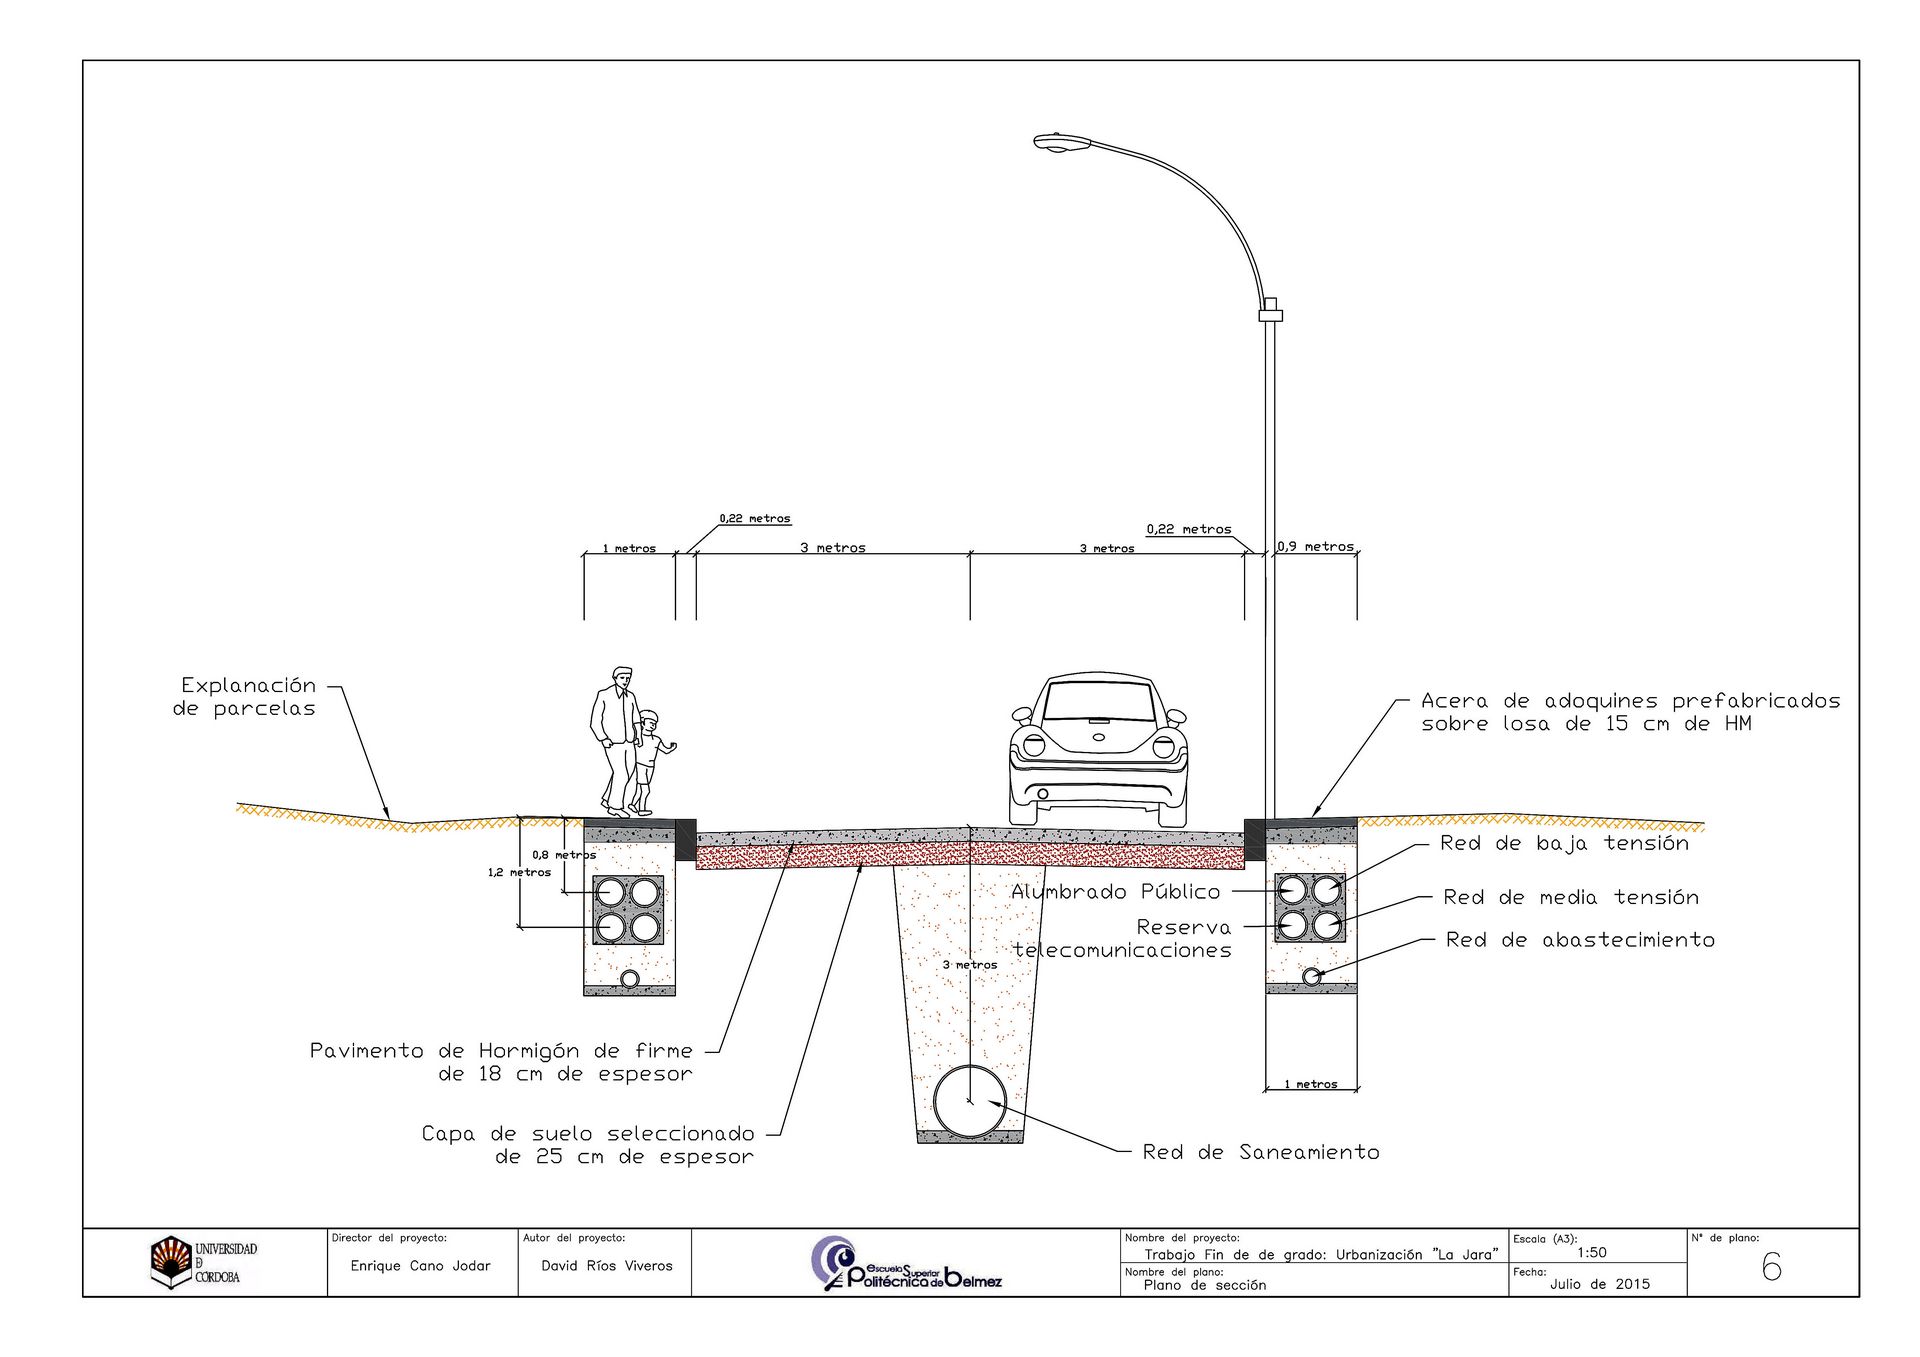 0,22 metros
0,22 metros
1 metros
3 metros
3 metros
0,9 metros
Explanación
de parcelas
Acera de adoquines prefabricados
sobre losa de 15 cm de HM
0,8 metros
1,2 metros
Red de baja tensión
Alumbrado Público
Red de media tensión
Reserva
telecomunicaciones
Red de abastecimiento
3 metros
Pavimento de Hormigón de firme
de 18 cm de espesor
1 metros
Capa de suelo seleccionado
de 25 cm de espesor
Red de Saneamiento
UNIVERSIDAD
D
CÓRDOBA
Director del proyecto:
Enrique Cano Jodar
Autor del proyecto:
David Ríos Viveros
Escuela Superior
Politécnica de Belmez
Nombre del proyecto:
Trabajo Fin de de grado: Urbanización "La Jara"
Nombre del plano:
Plano de sección
Escala (A3):
1:50
Fecha:
Julio de 2015
Nº de plano:
6